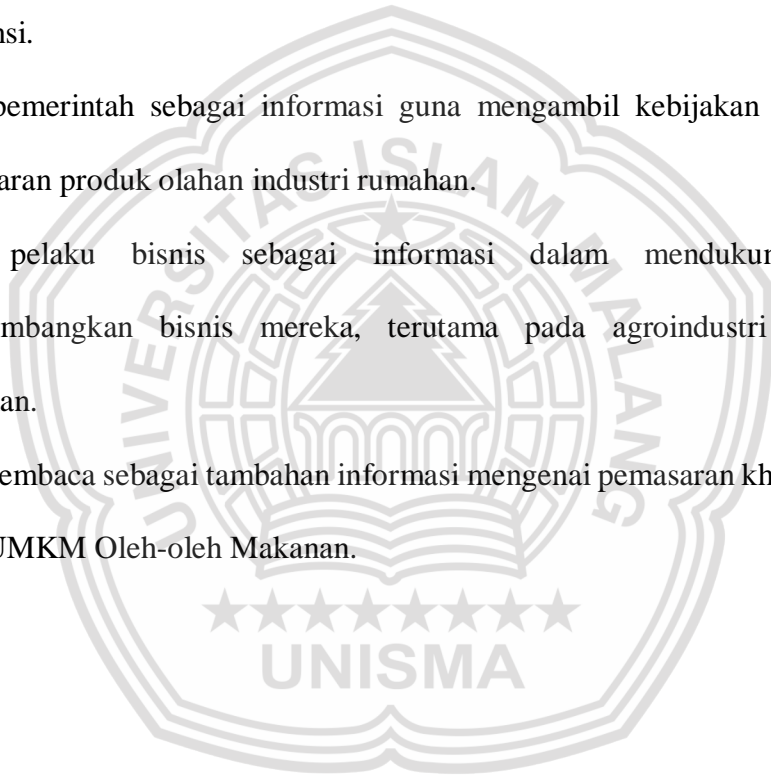 nsi.
pemerintah sebagai informasi guna mengambil kebijakan
aran produk olahan industri rumahan.
pelaku bisnis sebagai informasi dalam mendukun
mbangkan bisnis mereka, terutama pada agroindustri
an.
embaca sebagai tambahan informasi mengenai pemasaran kh
UMKM Oleh-oleh Makanan.
UNIVERSITAS ISLAM MALANG
UNISMA